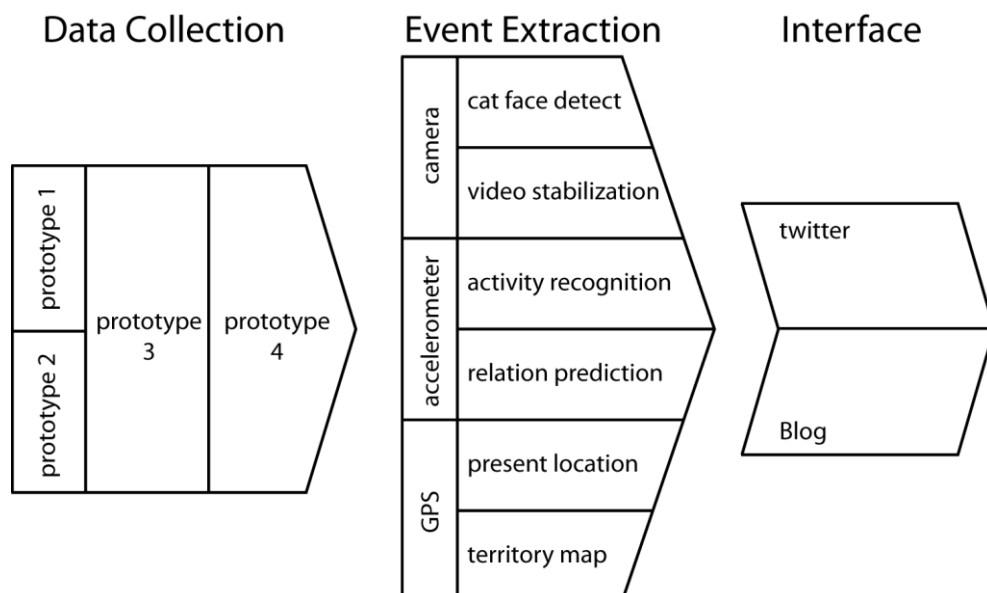 Data Collection
Event Extraction
Interface
prototype 1
prototype 2
prototype
3
prototype
4
camera
cat face detect
video stabilization
accelerometer
activity recognition
relation prediction
GPS
present location
territory map
twitter
Blog